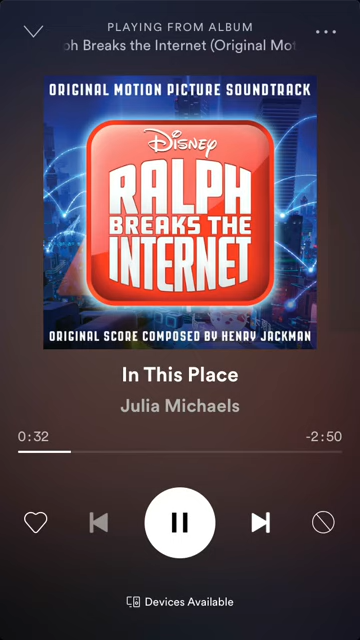 PLAYING FROM ALBUM
ph Breaks the Internet (Original Mot
ORIGINAL MOTION PICTURE SOUNDTRACK
Disney
RALPH
BREAKS THE
INTERNET
ORIGINAL SCORE COMPOSED BY HENRY JACKMAN
In This Place
Julia Michaels
0:32
-2:50
Devices Available